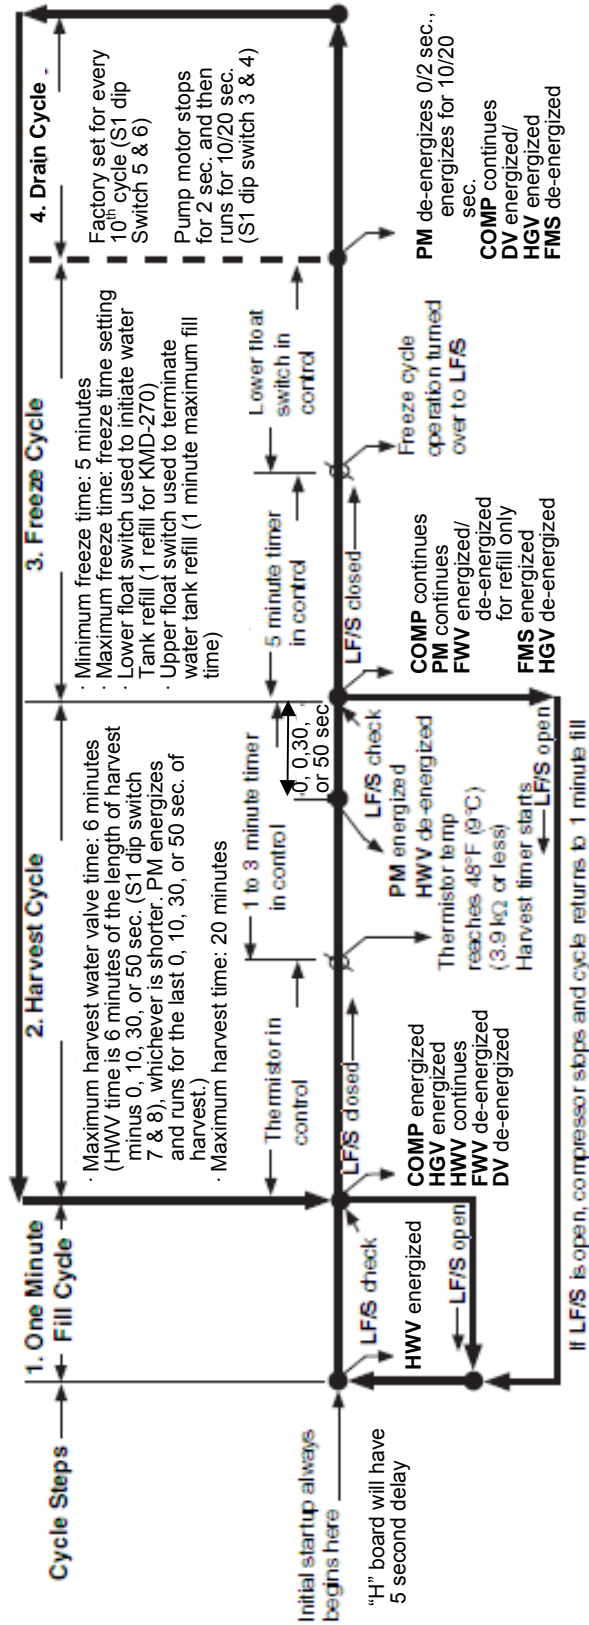 Cycle Steps
1. One Minute
Fill Cycle
2. Harvest Cycle
3. Freeze Cycle
4. Drain Cycle
· Maximum harvest water valve time: 6 minutes
(HWV time is 6 minutes of the length of harvest
minus 0, 10, 30, or 50 sec. (S1 dip switch
7 & 8), whichever is shorter. PM energizes
and runs for the last 0, 10, 30, or 50 sec. of
harvest.)
· Maximum harvest time: 20 minutes
· Minimum freeze time: 5 minutes
· Maximum freeze time: freeze time setting
· Lower float switch used to initiate water
Tank refill (1 refill for KMD-270)
· Upper float switch used to terminate
water tank refill (1 minute maximum fill
time)
Factory set for every
10th cycle (S1 dip
Switch 5 & 6)
Pump motor stops
for 2 sec. and then
runs for 10/20 sec.
(S1 dip switch 3 & 4)
Thermistor in
control
1 to 3 minute timer
in control
5 minute timer
in control
Lower float
switch in
control
0, 0,30,
or 50 sec
Initial startup always
begins here
"H" board will have
5 second delay
LF/S check
HWV energized
LF/S open
LF/S closed
COMP energized
HGV energized
HWV continues
FWV de-energized
DV de-energized
Thermistor temp
reaches 48°F (9°C)
(3.9 kΩ or less)
Harvest timer starts
PM energized
HWV de-energized
LF/S check
LF/S open
LF/S closed
COMP continues
PM continues
FWV energized/
de-energized
for refill only
FMS energized
HGV de-energized
Freeze cycle
operation turned
over to LF/S
PM de-energizes 0/2 sec.,
energizes for 10/20
sec.
COMP continues
DV energized/
HGV energized
FMS de-energized
If LF/S is open, compressor stops and cycle returns to 1 minute fill